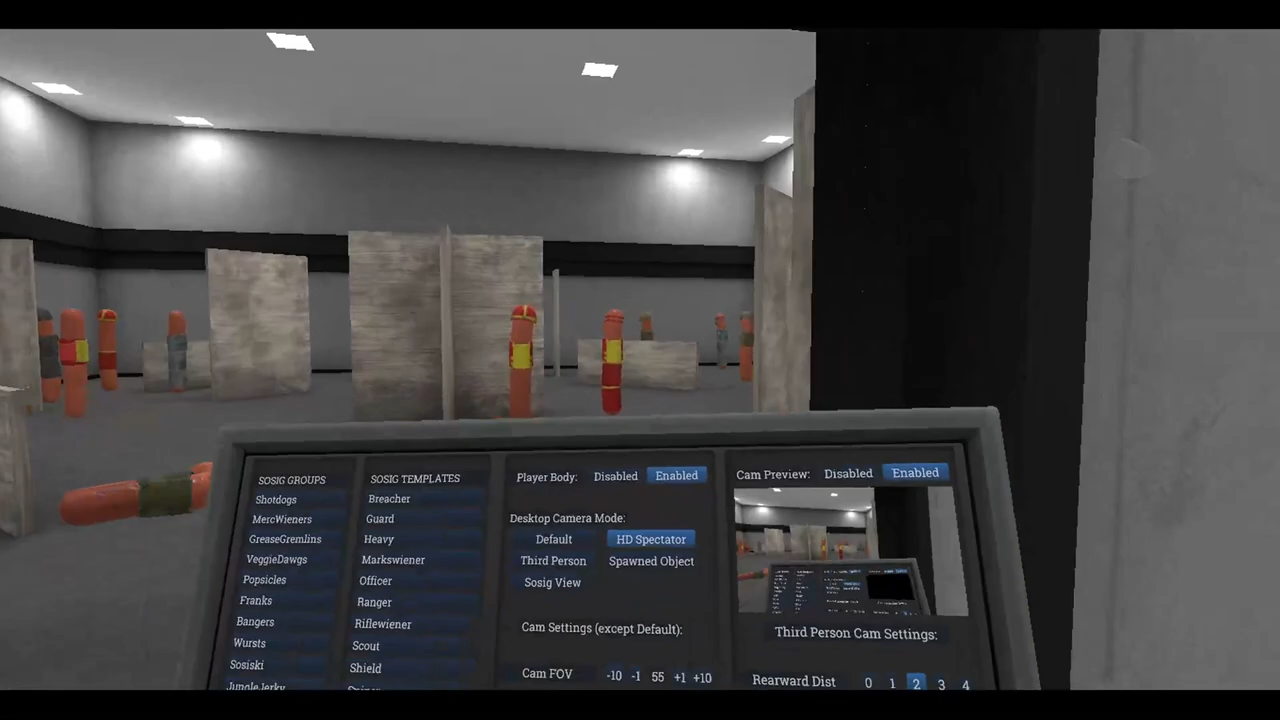 SOSIG GROUPS
Shotdogs
MercWieners
GreaseGremlins
VeggieDawgs
Popsicles
Franks
Bangers
Wursts
Sosiski
JungleJerky
SOSIG TEMPLATES
Breacher
Guard
Heavy
Markswiener
Officer
Ranger
Riflewiener
Scout
Shield
Player Body: Disabled Enabled
Desktop Camera Mode:
Default HD Spectator
Third Person Spawned Object
Sosig View
Cam Settings (except Default):
Cam FOV -10 -1 55 +1 +10
Cam Preview: Disabled Enabled
Third Person Cam Settings:
Rearward Dist 0 1 2 3 4